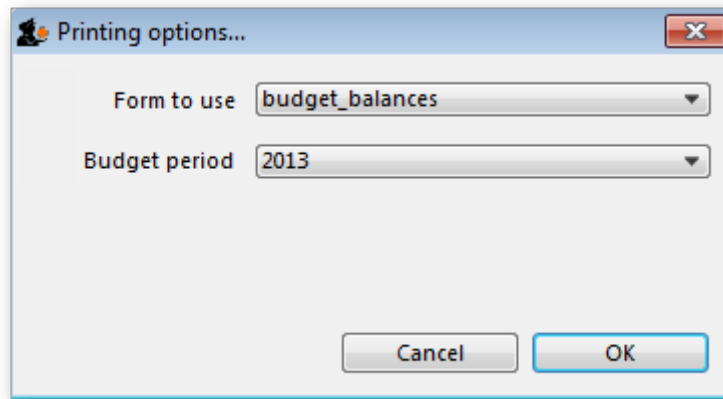 Printing options...
Form to use budget_balances
Budget period 2013
Cancel OK